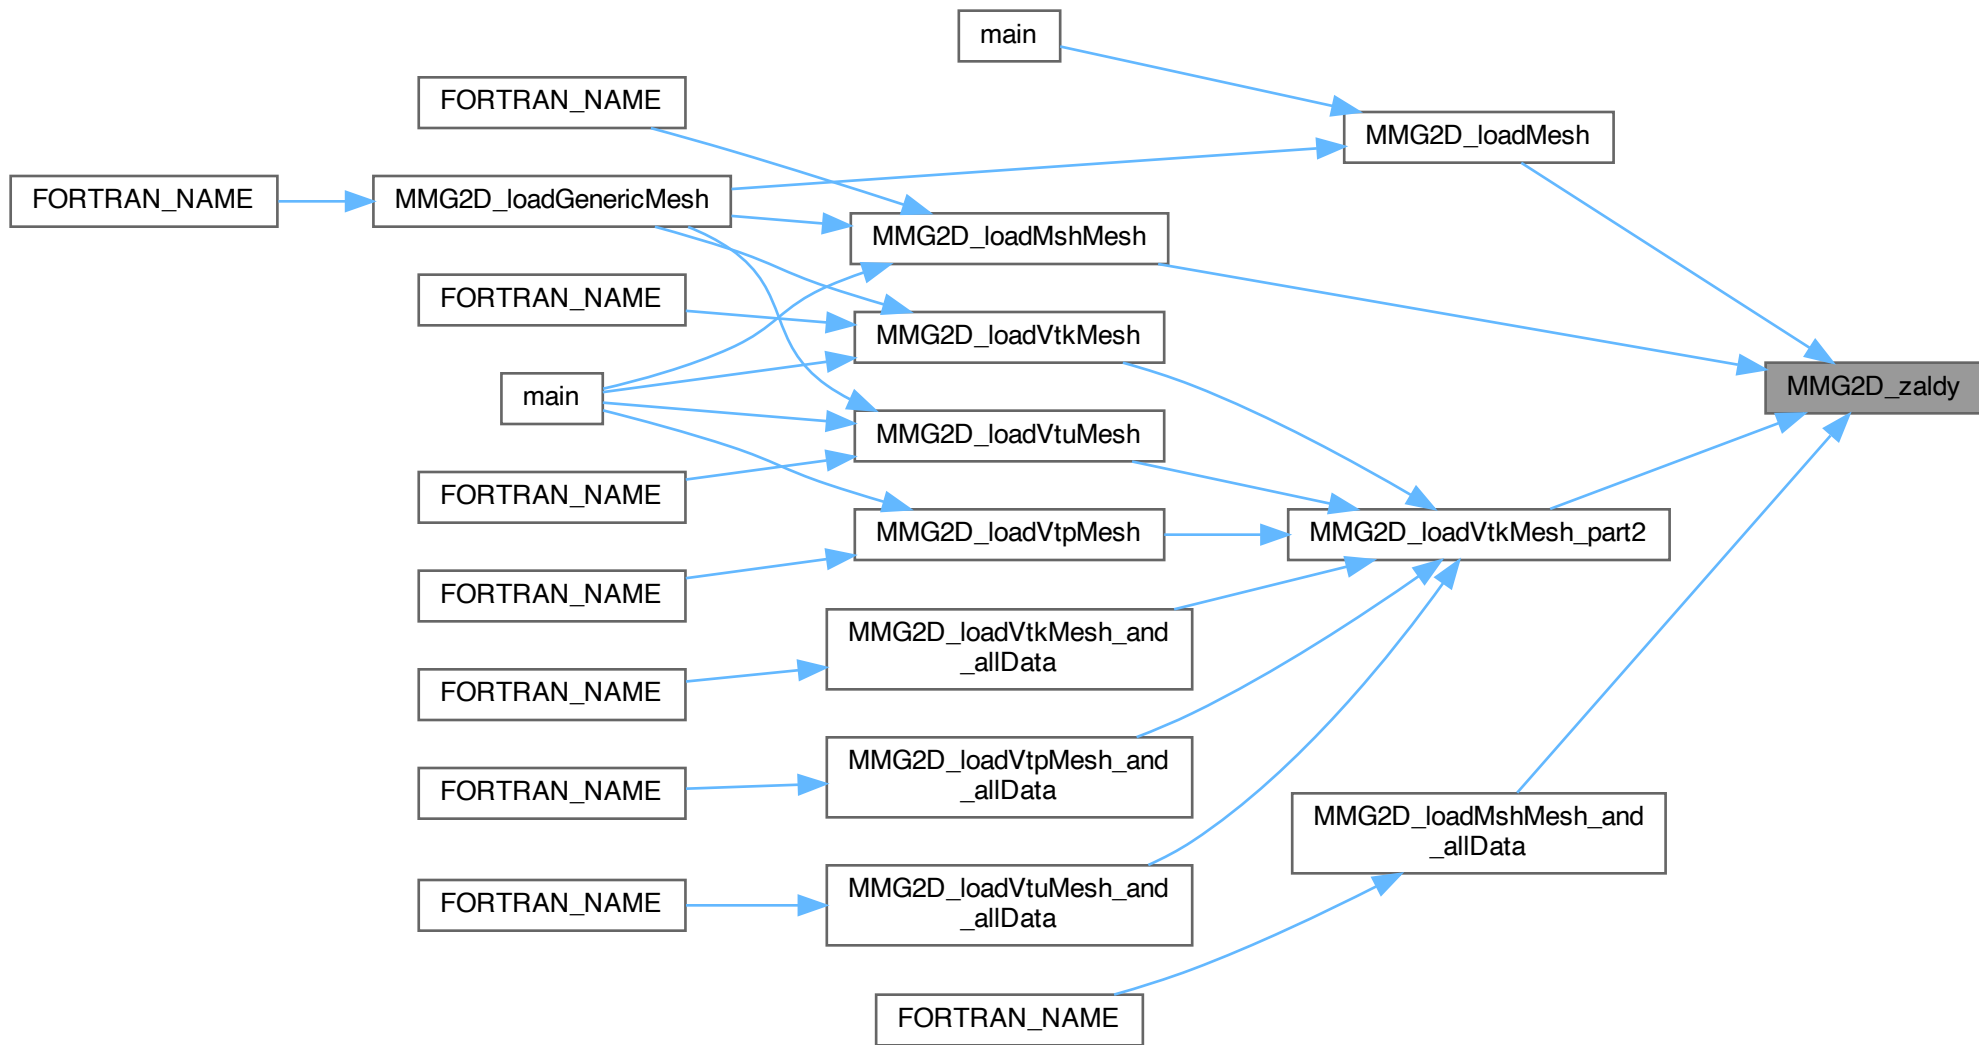 main
FORTRAN_NAME
MMG2D_loadMesh
FORTRAN_NAME
MMG2D_loadGenericMesh
MMG2D_loadMshMesh
FORTRAN_NAME
MMG2D_loadVtkMesh
MMG2D_zaldy
main
MMG2D_loadVtuMesh
FORTRAN_NAME
MMG2D_loadVtpMesh
MMG2D_loadVtkMesh_part2
FORTRAN_NAME
MMG2D_loadVtkMesh_and
_allData
FORTRAN_NAME
MMG2D_loadVtpMesh_and
_allData
FORTRAN_NAME
MMG2D_loadMshMesh_and
_allData
MMG2D_loadVtuMesh_and
_allData
FORTRAN_NAME
FORTRAN_NAME